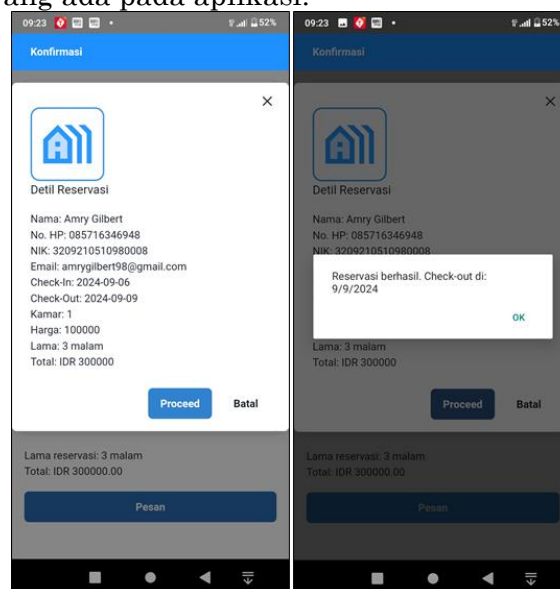 ang ada pada aplikasi.
09:23
52%
Konfirmasi
Detil Reservasi
Nama: Amry Gilbert
No. HP: 085716346948
NIK: 3209210510980008
Email: amrygilbert98@gmail.com
Check-In: 2024-09-06
Check-Out: 2024-09-09
Kamar: 1
Harga: 100000
Lama: 3 malam
Total: IDR 300000
Proceed
Batal
Lama reservasi: 3 malam
Total: IDR 300000.00
Pesan
09:23
52%
Konfirmasi
Detil Reservasi
Nama: Amry Gilbert
No. HP: 085716346948
NIK: 3209210510980008
Reservasi berhasil. Check-out di:
9/9/2024
OK
Lama: 3 malam
Total: IDR 300000
Proceed
Batal
Lama reservasi: 3 malam
Total: IDR 300000.00
Pesan